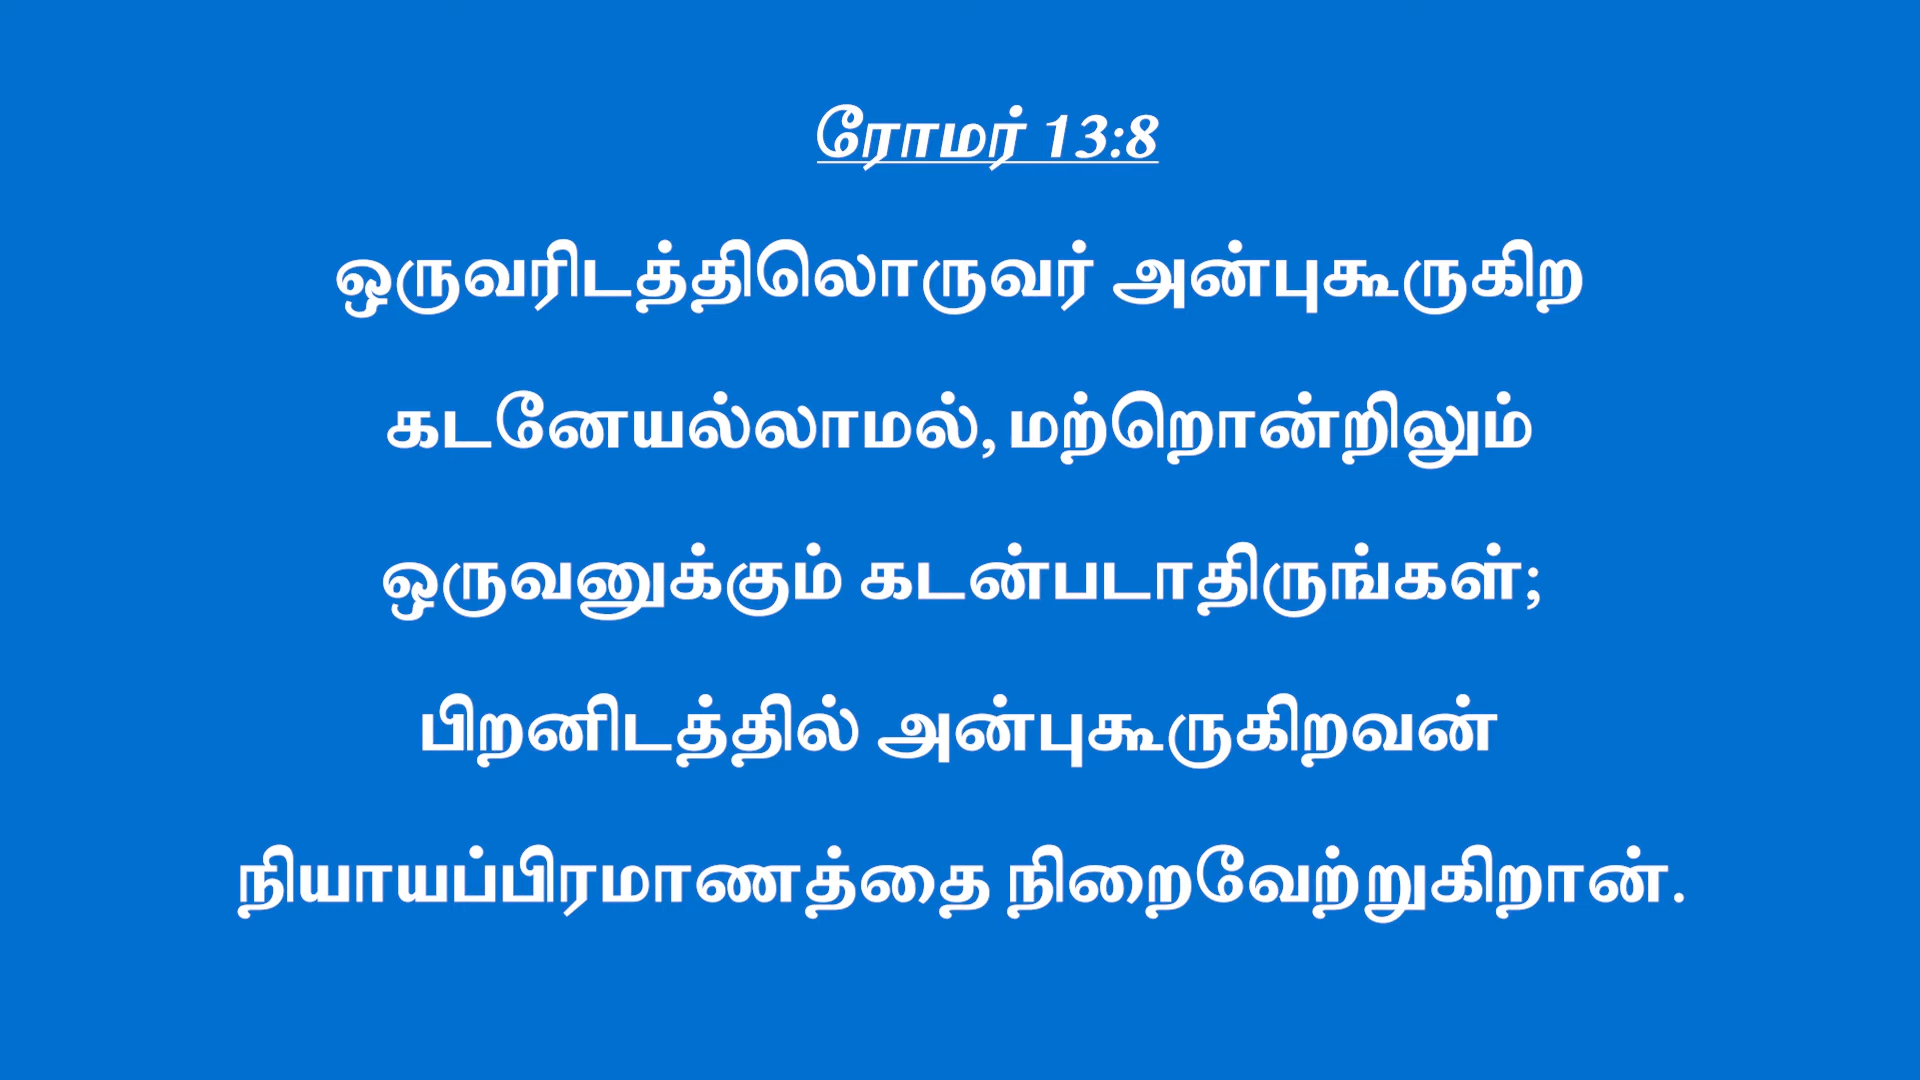 ரோமர் 13:8
ஒருவரிடத்திலொருவர் அன்புகூருகிற
கடனேயல்லாமல், மற்றொன்றிலும்
ஒருவனுக்கும் கடன்படாதிருங்கள்;
பிறனிடத்தில் அன்புகூருகிறவன்
நியாயப்பிரமாணத்தை நிறைவேற்றுகிறான்.